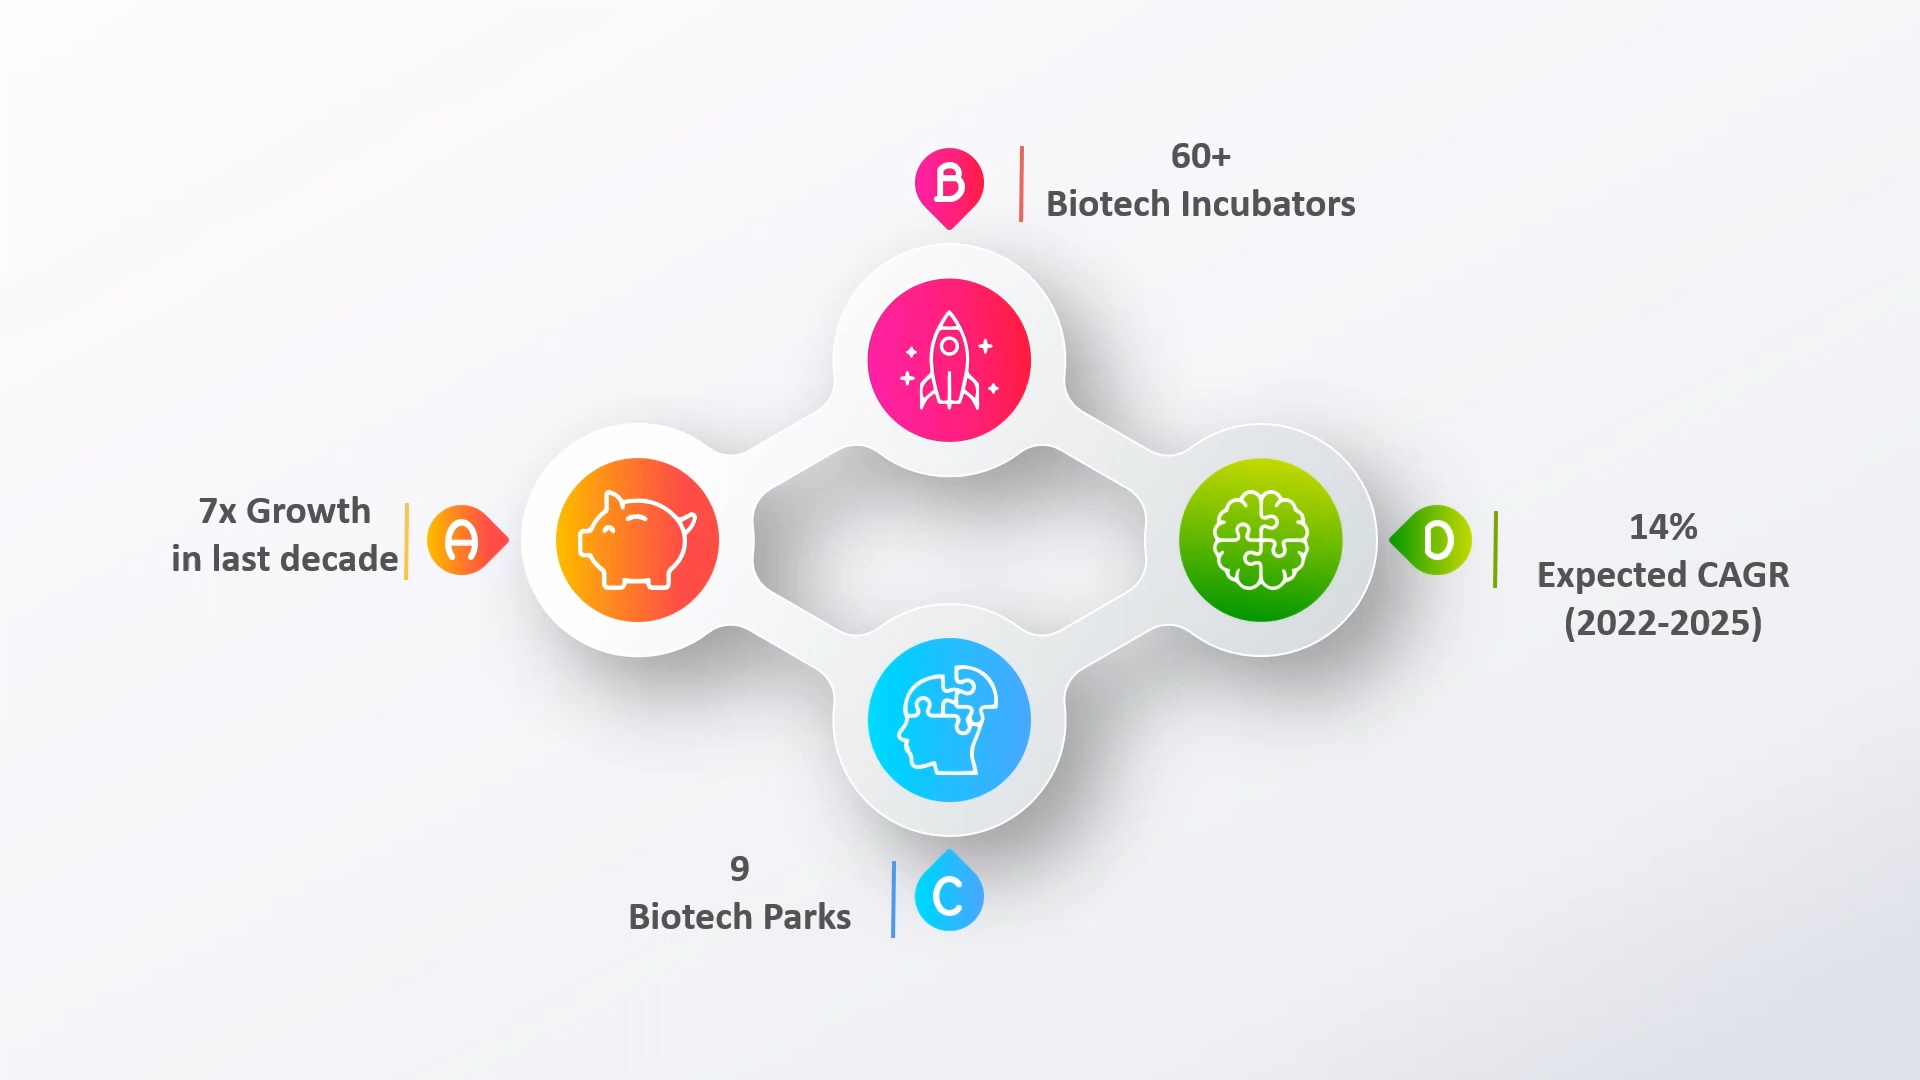 B
60+
Biotech Incubators
7x Growth
in last decade
A
D
14%
Expected CAGR
(2022-2025)
9
Biotech Parks
C